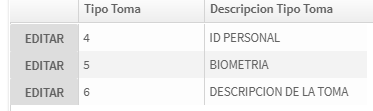 Tipo Toma Descripcion Tipo Toma
EDITAR 4 ID PERSONAL
EDITAR 5 BIOMETRIA
EDITAR 6 DESCRIPCION DE LA TOMA